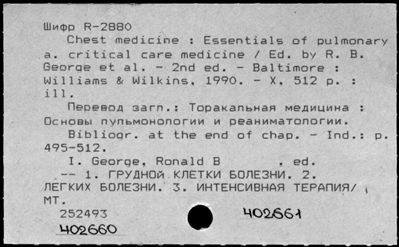 Шифр R-2880
Chest medicine : Essentials of pulmonary
a. critical care medicine / Ed. by R. B.
George et al. - 2nd ed. - Baltimore :
Williams & Wilkins, 1990. - X, 512 p. :
ill.
Перевод загл.: Торакальная медицина :
Основы пульмонологии и реаниматологии.
Bibliogr. at the end of chap. - Ind.: p.
495-512.
I. George, Ronald B , ed.
-- 1. ГРУДНОЙ КЛЕТКИ БОЛЕЗНИ. 2.
ЛЕГКИХ БОЛЕЗНИ. 3. ИНТЕНСИВНАЯ ТЕРАПИЯ/ ,
МТ.
252493 402661
402660